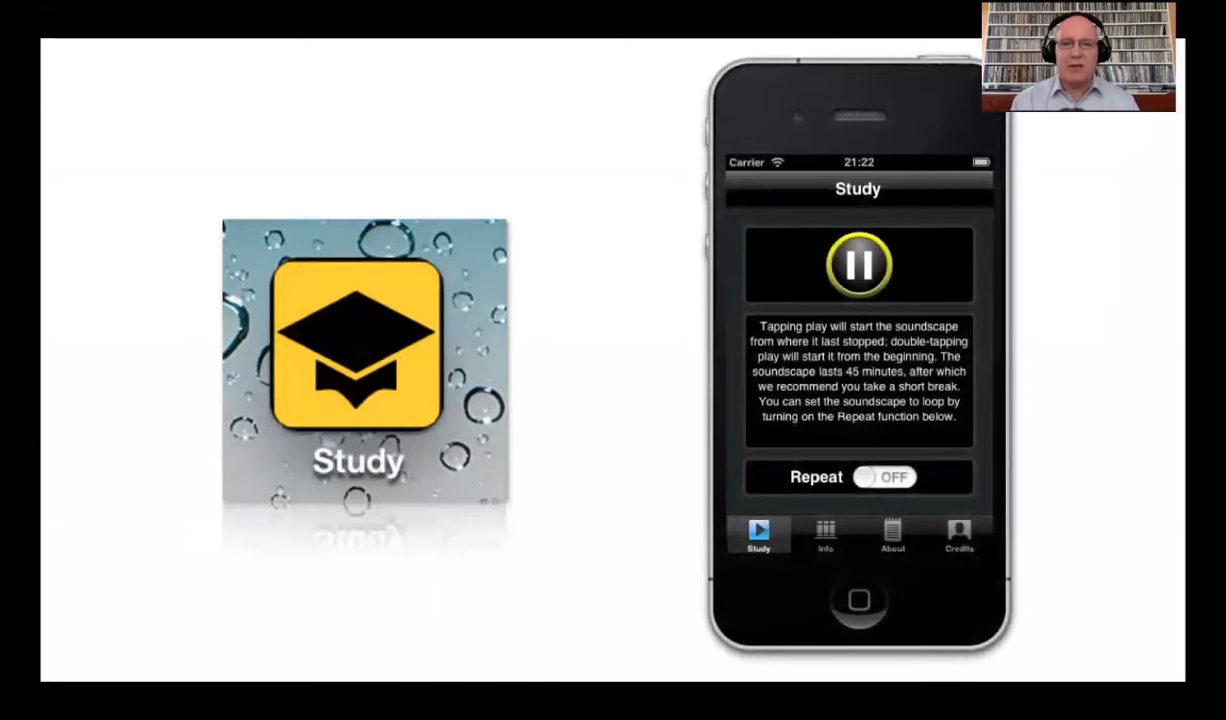 Study
Carrier
21:22
Study
Tapping play will start the soundscape
from where it last stopped; double-tapping
play will start it from the beginning. The
soundscape lasts 45 minutes, after which
we recommend you take a short break.
You can set the soundscape to loop by
turning on the Repeat function below.
Repeat OFF
Study Info About Credits